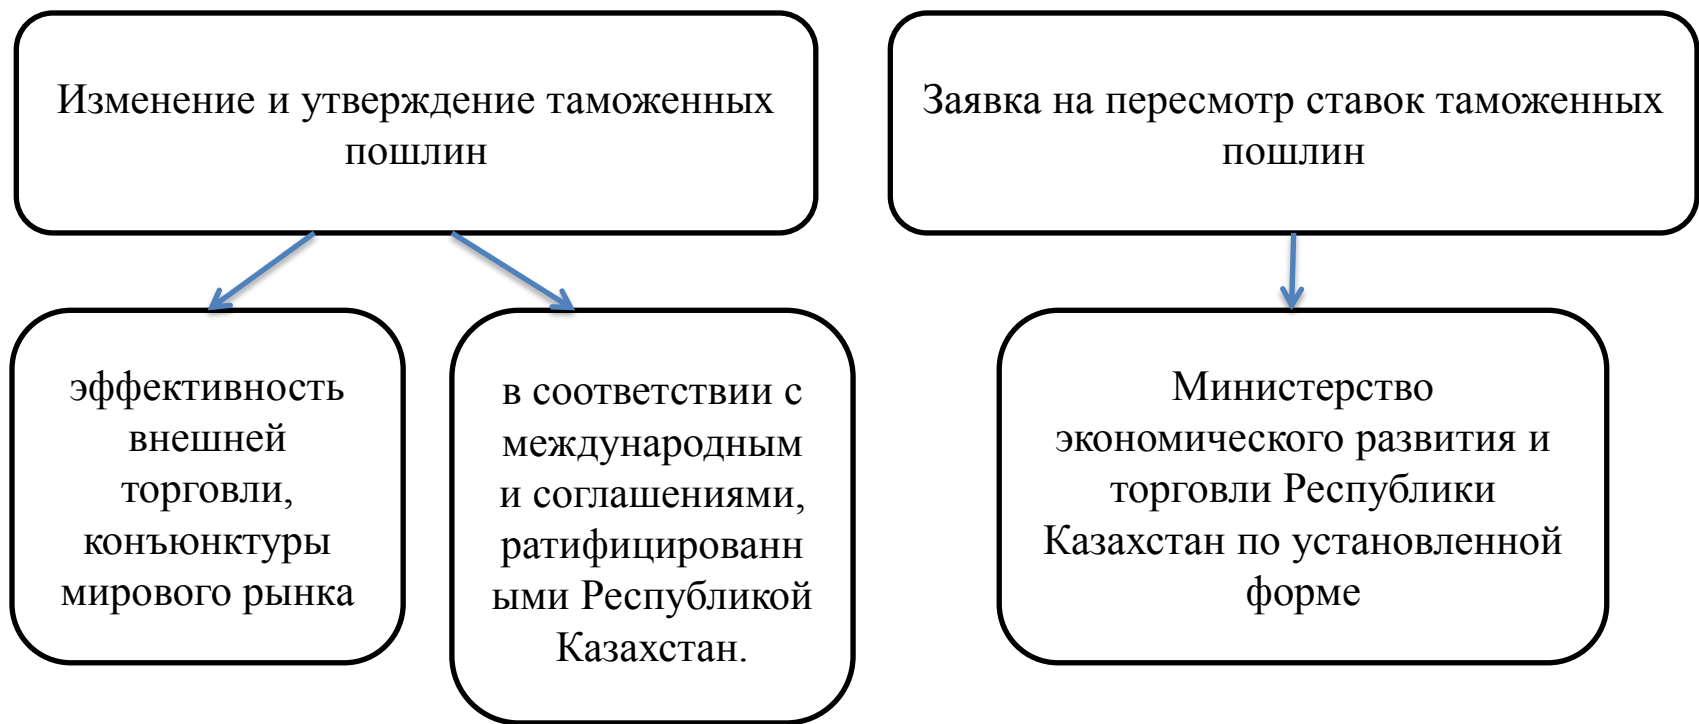 Изменение и утверждение таможенных
пошлин
Заявка на пересмотр ставок таможенных
пошлин
эффективность
внешней
торговли,
конъюнктуры
мирового рынка
в соответствии с
международным
и соглашениями,
ратифицированн
ыми Республикой
Казахстан.
Министерство
экономического развития и
торговли Республики
Казахстан по установленной
форме